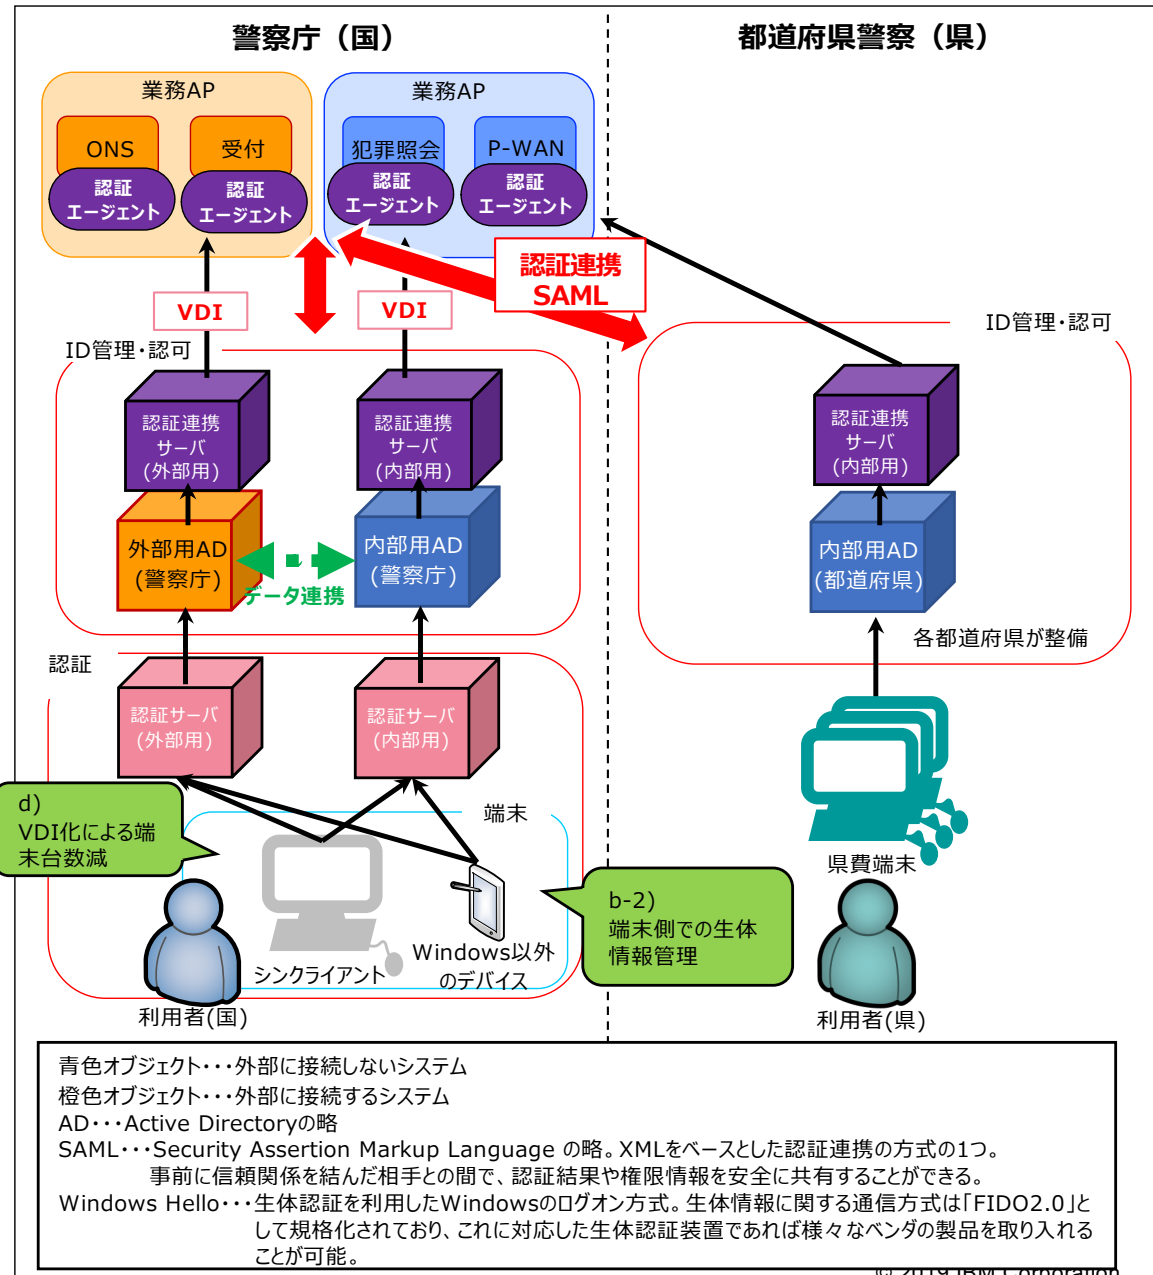 警察庁（国）
都道府県警察（県）
業務AP
業務AP
ONS
受付
犯罪照会
P-WAN
認証
エージェント
認証
エージェント
認証
エージェント
認証
エージェント
認証連携
SAML
VDI
VDI
ID管理・認可
ID管理・認可
認証連携
サーバ
(外部用)
認証連携
サーバ
(内部用)
認証連携
サーバ
(内部用)
外部用AD
(警察庁)
内部用AD
(警察庁)
内部用AD
(都道府県)
データ連携
各都道府県が整備
認証
認証サーバ
(外部用)
認証サーバ
(内部用)
d)
VDI化による端
末台数減
端末
県費端末
b-2)
端末側での生体
情報管理
シンクライアント
Windows以外
のデバイス
利用者(国)
利用者(県)
青色オブジェクト・・・外部に接続しないシステム
橙色オブジェクト・・・外部に接続するシステム
AD・・・Active Directoryの略
SAML・・・Security Assertion Markup Language の略。XMLをベースとした認証連携の方式の1つ。
事前に信頼関係を結んだ相手との間で、認証結果や権限情報を安全に共有することができる。
Windows Hello・・・生体認証を利用したWindowsのログオン方式。生体情報に関する通信方式は「FIDO2.0」と
して規格化されており、これに対応した生体認証装置であれば様々なベンダの製品を取り入れる
ことが可能。
© 2019 IBM Corporation